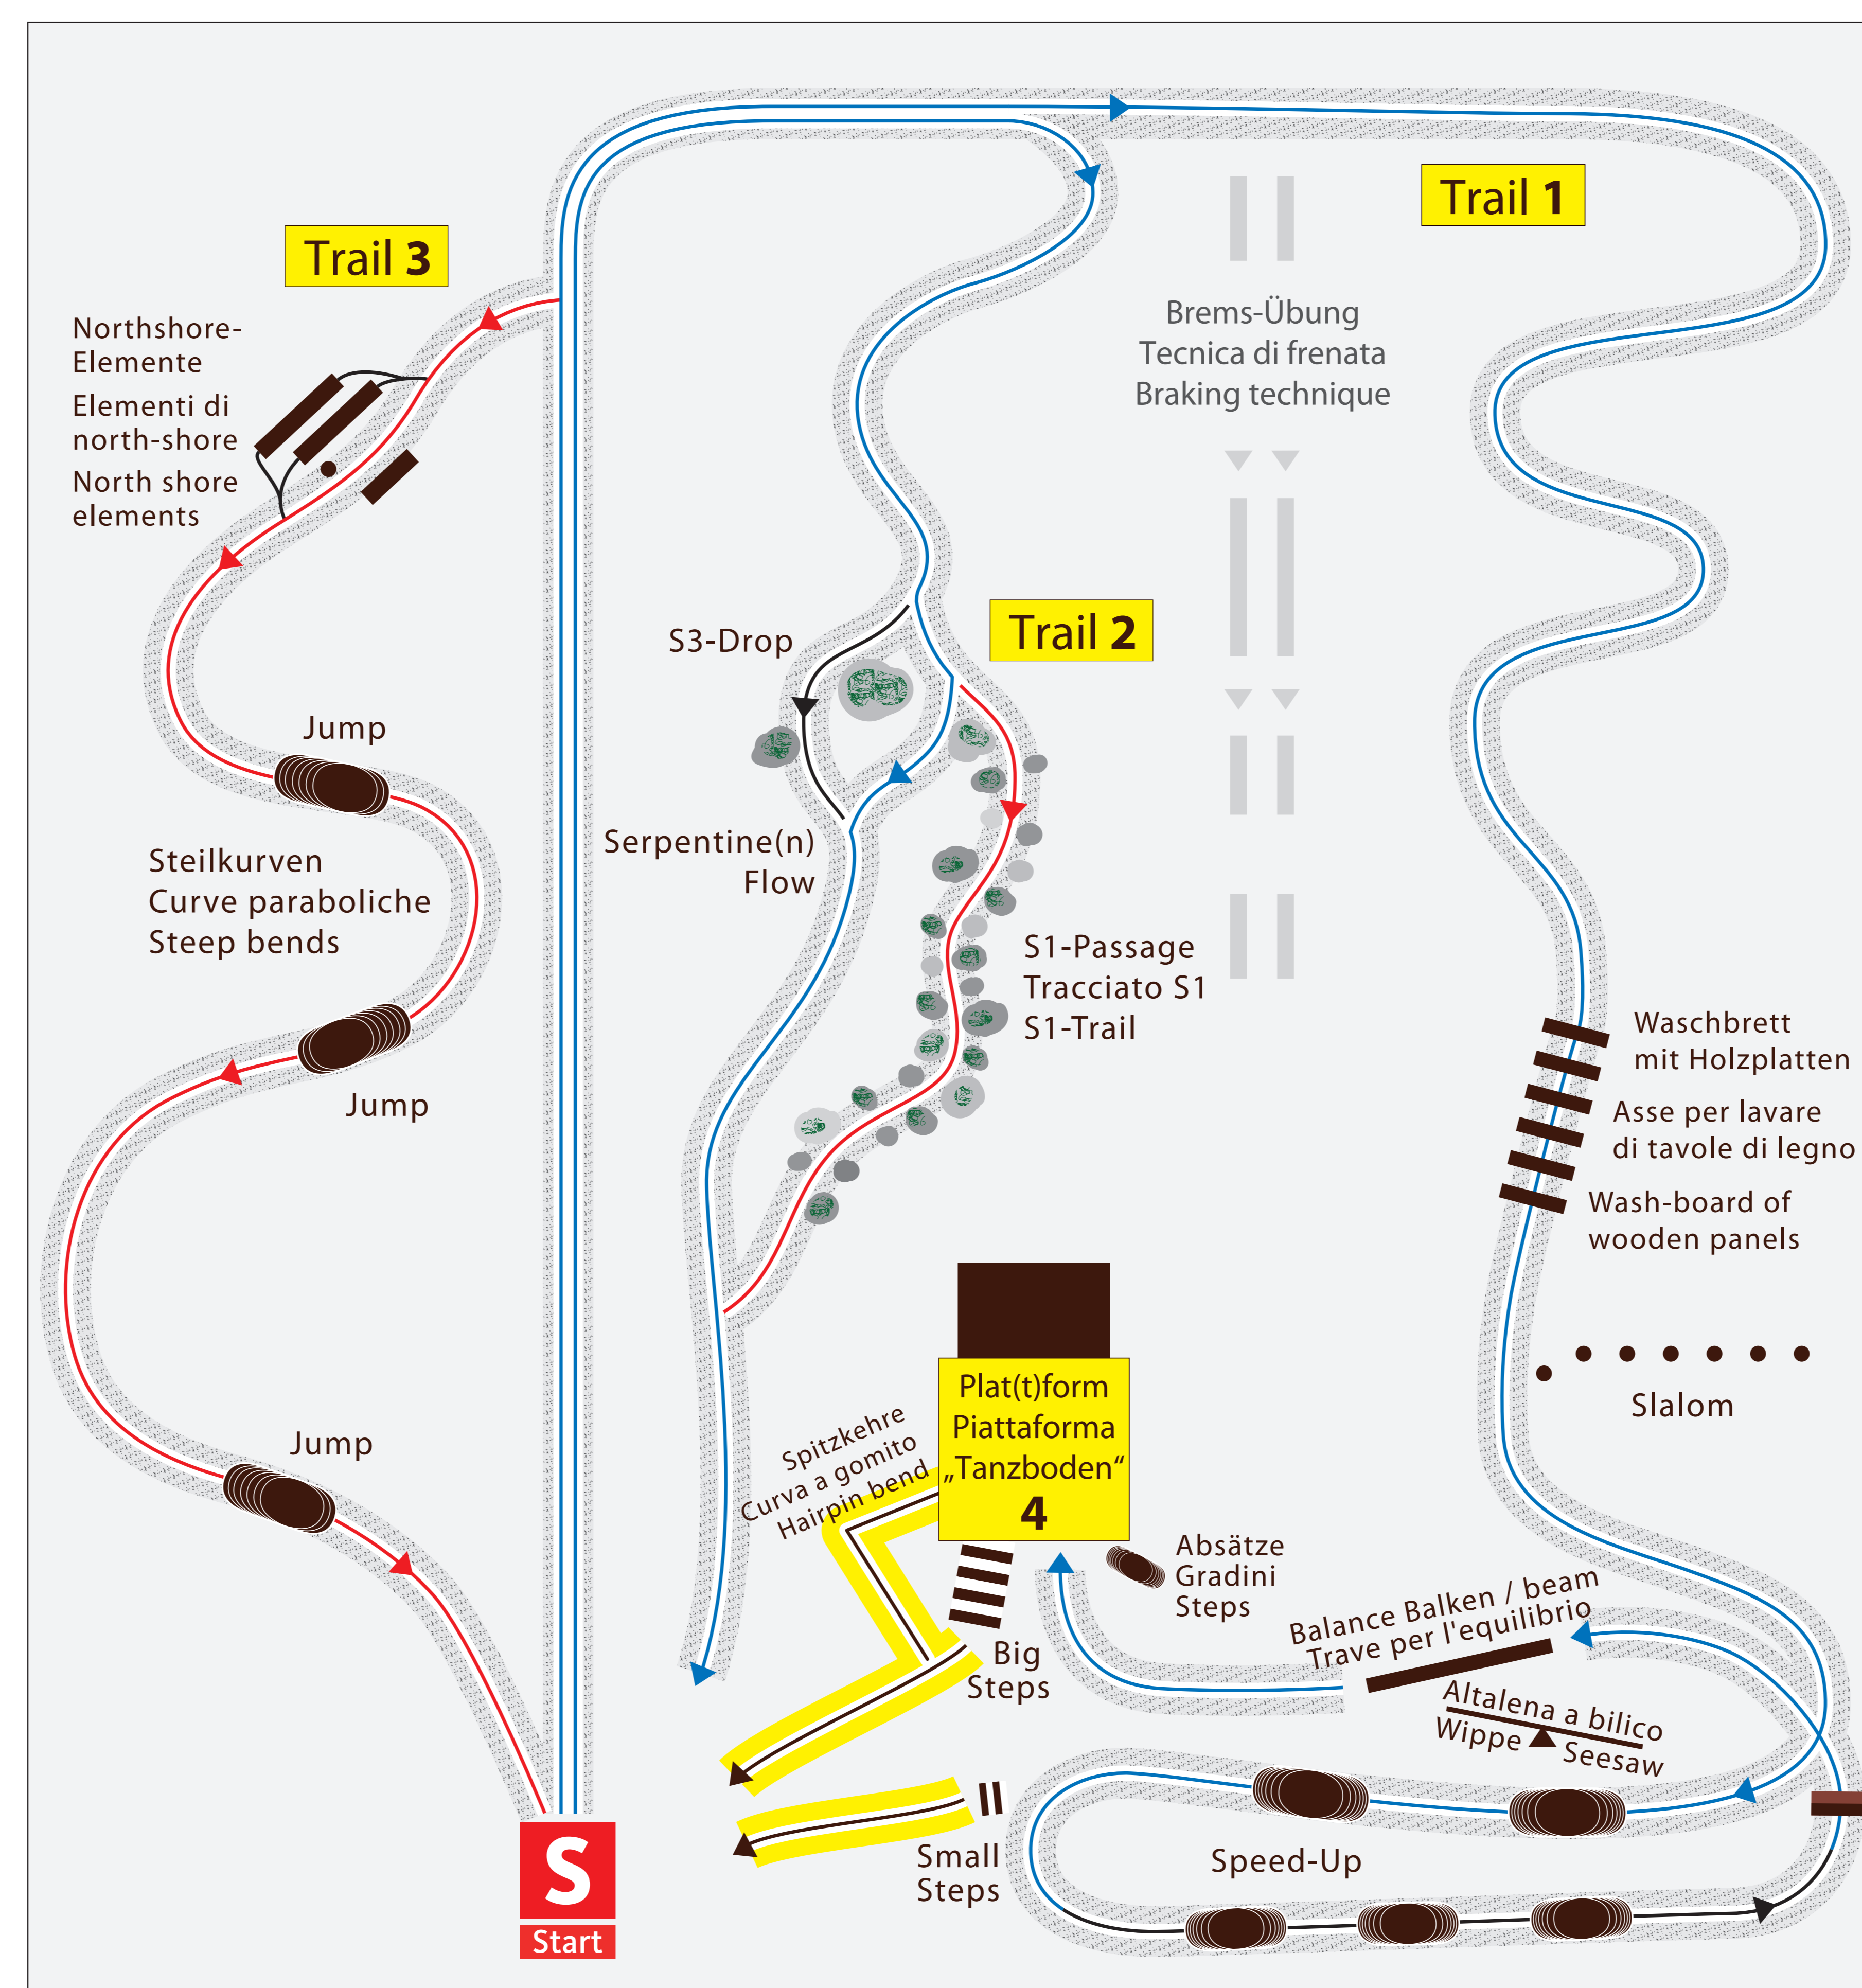 Trail 1
Trail 3
Northshore-
Elemente
Elementi di
north-shore
North shore
elements
Brems-Übung
Tecnica di frenata
Braking technique
S3-Drop
Trail 2
Jump
Serpentine(n)
Flow
Steilkurven
Curve paraboliche
Steep bends
S1-Passage
Tracciato S1
S1-Trail
Waschbrett
mit Holzplatten
Asse per lavare
di tavole di legno
Wash-board of
wooden panels
Jump
Slalom
Jump
Plat(t)form
Piattaforma
„Tanzboden“
4
Spitzkehre
Curva a gomito
Hairpin bend
Absätze
Gradini
Steps
Big
Steps
Balance Balken / beam
Trave per l'equilibrio
Altalena a bilico
Wippe
Seesaw
Small
Steps
Speed-Up
S
Start